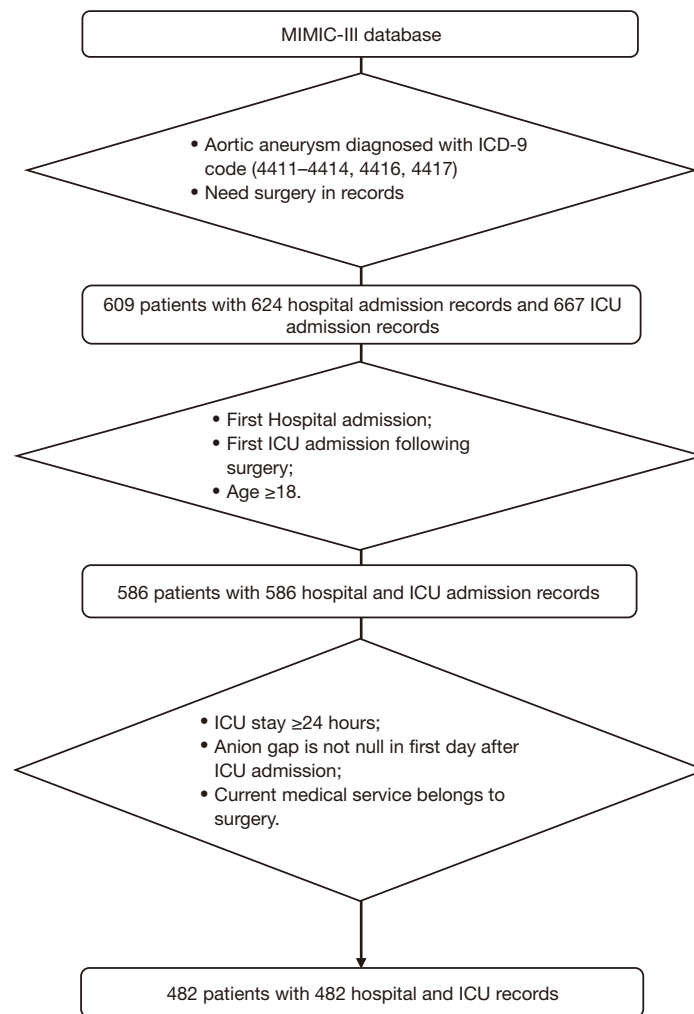 MIMIC-III database
• Aortic aneurysm diagnosed with ICD-9
code (4411–4414, 4416, 4417)
• Need surgery in records
609 patients with 624 hospital admission records and 667 ICU
admission records
• First Hospital admission;
• First ICU admission following
surgery;
• Age ≥18.
586 patients with 586 hospital and ICU admission records
• ICU stay ≥24 hours;
• Anion gap is not null in first day after
ICU admission;
• Current medical service belongs to
surgery.
482 patients with 482 hospital and ICU records